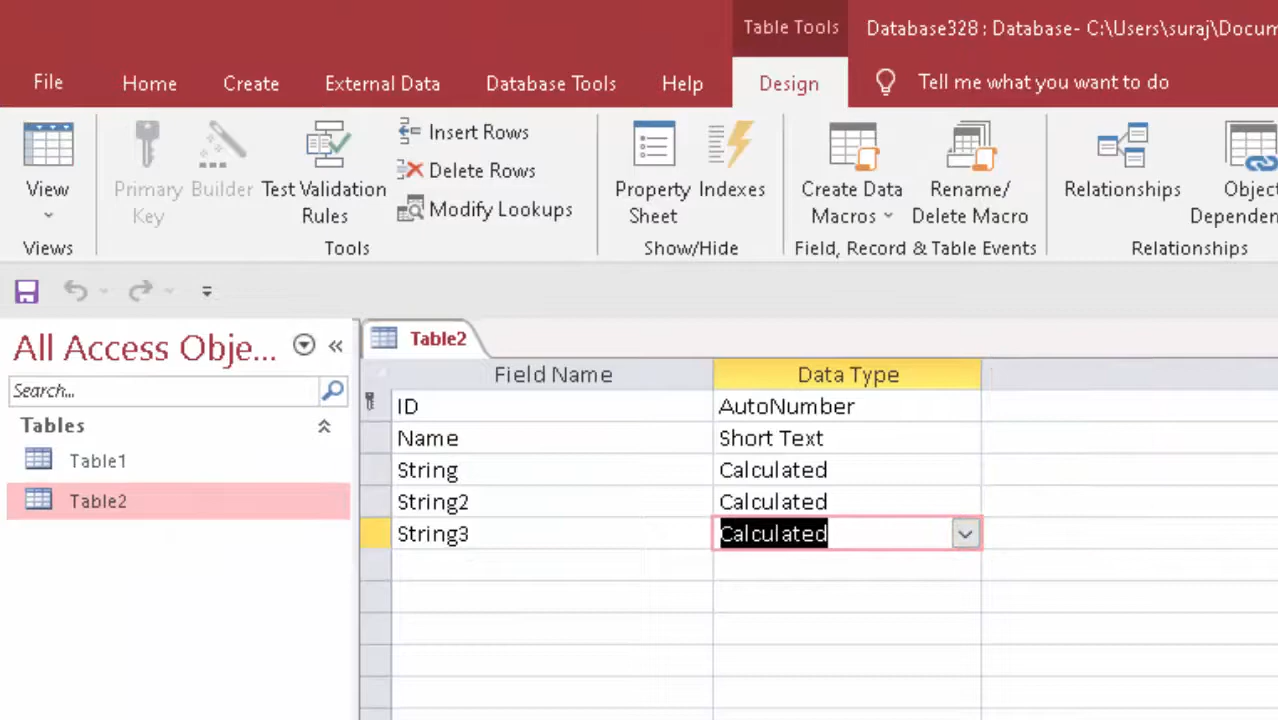 Table Tools
Database328 : Database- C:\Users\suraj\Docum
File Home Create External Data Database Tools Help Design Tell me what you want to do
View
Primary Key
Builder
Test Validation Rules
Insert Rows
Delete Rows
Modify Lookups
Property Sheet
Indexes
Create Data Macros
Rename/ Delete Macro
Relationships
Object Dependen
Views Tools Show/Hide Field, Record & Table Events Relationships
All Access Obje...
Search...
Tables
Table1
Table2
Table2
Field Name Data Type
ID AutoNumber
Name Short Text
String Calculated
String2 Calculated
String3 Calculated